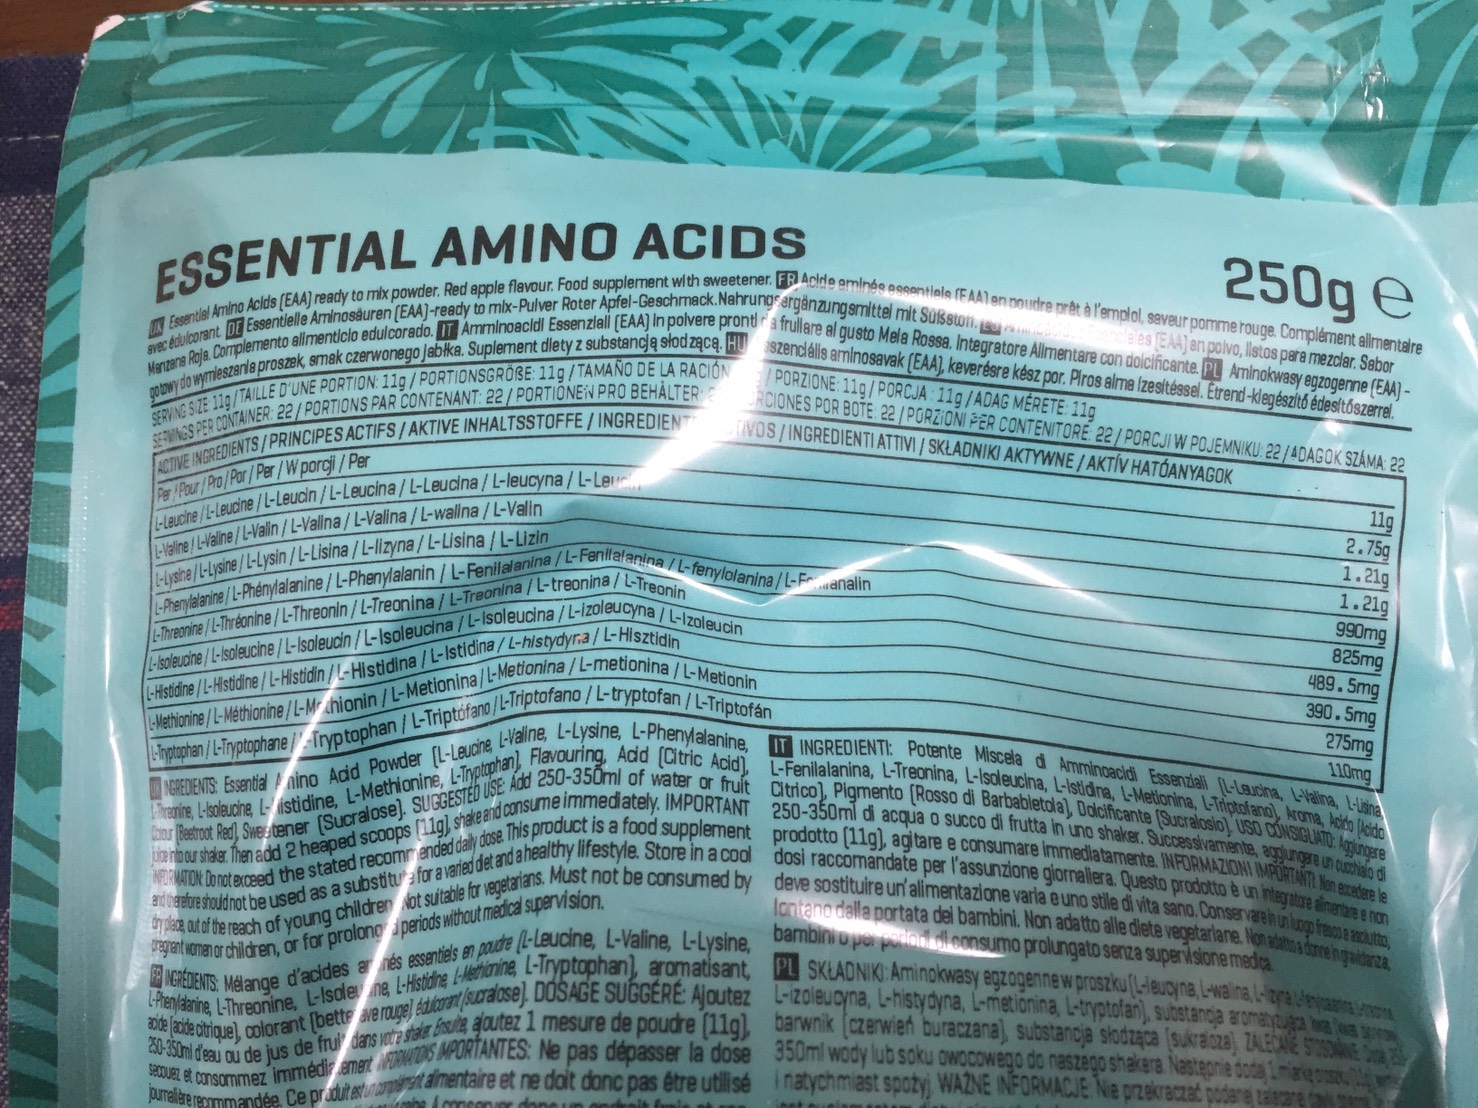 ESSENTIAL AMINO ACIDS
250g e
UK Essential Amino Acids (EAA) ready to mix powder. Red apple flavour. Food supplement with sweetener. FR Acide aminés essentiels (EAA) en poudre prêt à l'emploi, saveur pomme rouge. Complément alimentaire
avec édulcorant. DE Essentielle Aminosäuren (EAA)-ready to mix-Pulver Roter Apfel-Geschmack. Nahrungsergänzungsmittel mit Süßstoff. (EAA) en polvo, listos para mezclar. Sabor
Manzana Roja. Complemento alimenticio edulcorado. IT Amminoacidi Essenziali (EAA) in polvere pronti da frullare al gusto Mela Rossa. Integratore Alimentare con dolcificante. PL Aminokwasy egzogenne (EAA) -
gotowy do wymieszania proszek, smak czerwonego jabłka. Suplement diety z substancją słodzącą. HU aminosavak (EAA), keverésre kész por. Piros alma ízesítéssel. Étrend-kiegészítő édesítőszerrel.
SERVING SIZE: 11g / TAILLE D'UNE PORTION: 11g / PORTIONSGRÖßE: 11g / TAMAÑO DE LA RACIÓN / PORZIONE: 11g / PORCJA : 11g / ADAG MÉRETE: 11g
SERVINGS PER CONTAINER: 22 / PORTIONS PAR CONTENANT: 22 / PORTIONEN PRO BEHÄLTER: POR BOTE: 22 / PORZIONI PER CONTENITORE: 22 / PORCJI W POJEMNIKU: 22 / ADAGOK SZÁMA: 22
ACTIVE INGREDIENTS / PRINCIPES ACTIFS / AKTIVE INHALTSSTOFFE / / INGREDIENTI ATTIVI / SKŁADNIKI AKTYWNE / AKTÍV HATÓANYAGOK
Per / Pour / Pro / Por / Per / W porcji / Per 11g
L-Leucine / L-Leucine / L-Leucin / L-Leucina / L-Leucina / L-leucyna / 2.75g
L-Valine / L-Valine / L-Valin / L-Valina / L-Valina / L-walina / L-Valin 1.21g
L-Lysine / L-Lysine / L-Lysin / L-Lisina / L-lizyna / L-Lisina / L-Lizin 1.21g
L-Phenylalanine / L-Phénylalanine / L-Phenylalanin / L-Fenilalanina / L-Fenilalanina / L-fenylolanina / 990mg
L-Threonine / L-Thréonine / L-Threonin / L-Treonina / L-Treonina / L-treonina / L-Treonin 825mg
L-Isoleucine / L-Isoleucine / L-Isoleucin / L-Isoleucina / L-Isoleucina / L-izoleucyna / L-Izoleucin 489.5mg
L-Histidine / L-Histidine / L-Histidin / L-Histidina / L-Istidina / L-histydyna / L-Hisztidin 390.5mg
L-Methionine / L-Méthionine / L-Methionin / L-Metionina / L-Metionina / L-metionina / L-Metionin 275mg
L-Tryptophan / L-Tryptophane / L-Tryptophan / L-Triptófano / L-Triptofano / L-tryptofan / L-Triptofán 110mg
UK INGREDIENTS: Essential Amino Acid Powder (L-Leucine, L-Valine, L-Lysine, L-Phenylalanine,
L-Threonine, L-Isoleucine, L-Histidine, L-Methionine, L-Tryptophan), Flavouring, Acid (Citric Acid),
Colour (Beetroot Red), Sweetener (Sucralose). SUGGESTED USE: Add 250-350ml of water or fruit
juice into our shaker. Then add 2 heaped scoops (11g), shake and consume immediately. IMPORTANT
INFORMATION: Do not exceed the stated recommended daily dose. This product is a food supplement
and therefore should not be used as a substitute for a varied diet and a healthy lifestyle. Store in a cool
dry place, out of the reach of young children. Not suitable for vegetarians. Must not be consumed by
pregnant women or children, or for prolonged periods without medical supervision.
FR INGRÉDIENTS: Mélange d'acides aminés essentiels en poudre (L-Leucine, L-Valine, L-Lysine,
L-Phenylalanine, L-Threonine, L-Isoleucine, L-Histidine, L-Methionine, L-Tryptophan), aromatisant,
acide (acide citrique), colorant (betterave rouge), édulcorant (sucralose). DOSAGE SUGGÉRÉ: Ajoutez
250-350ml d'eau ou de jus de fruit dans votre shaker. Ensuite, ajoutez 1 mesure de poudre (11g),
secouez et consommez immédiatement. INFORMATIONS IMPORTANTES: Ne pas dépasser la dose
journalière recommandée. Ce produit est un complément alimentaire et ne doit donc pas être utilisé
IT INGREDIENTI: Potente Miscela di Amminoacidi Essenziali (L-Leucina, L-Valina, L-Lisina,
L-Fenilalanina, L-Treonina, L-Isoleucina, L-Istidina, L-Metionina, L-Triptofano), Aroma, Acido (Acido
Citrico), Pigmento (Rosso di Barbabietola), Dolcificante (Sucralosio). USO CONSIGLIATO: Aggiungere
250-350ml di acqua o succo di frutta in uno shaker. Successivamente, aggiungere un cucchiaio di
prodotto (11g), agitare e consumare immediatamente. INFORMAZIONI IMPORTANTI: Non eccedere le
dosi raccomandate per l'assunzione giornaliera. Questo prodotto è un integratore alimentare e non
deve sostituire un'alimentazione varia e uno stile di vita sano. Conservare in un luogo fresco e asciutto,
lontano dalla portata dei bambini. Non adatto alle diete vegetariane. Non adatto a donne in gravidanza,
bambini o per periodi di consumo prolungato senza supervisione medica.
PL SKŁADNIKI: Aminokwasy egzogenne w proszku (L-leucyna, L-walina,
L-izoleucyna, L-histydyna, L-metionina, L-tryptofan), substancja
barwnik (czerwień buraczana), substancja słodząca (sukraloza).
350ml wody lub soku owocowego do naszego shakera. Następnie dodaj
i natychmiast spożyj. WAŻNE INFORMACJE: Nie przekraczać